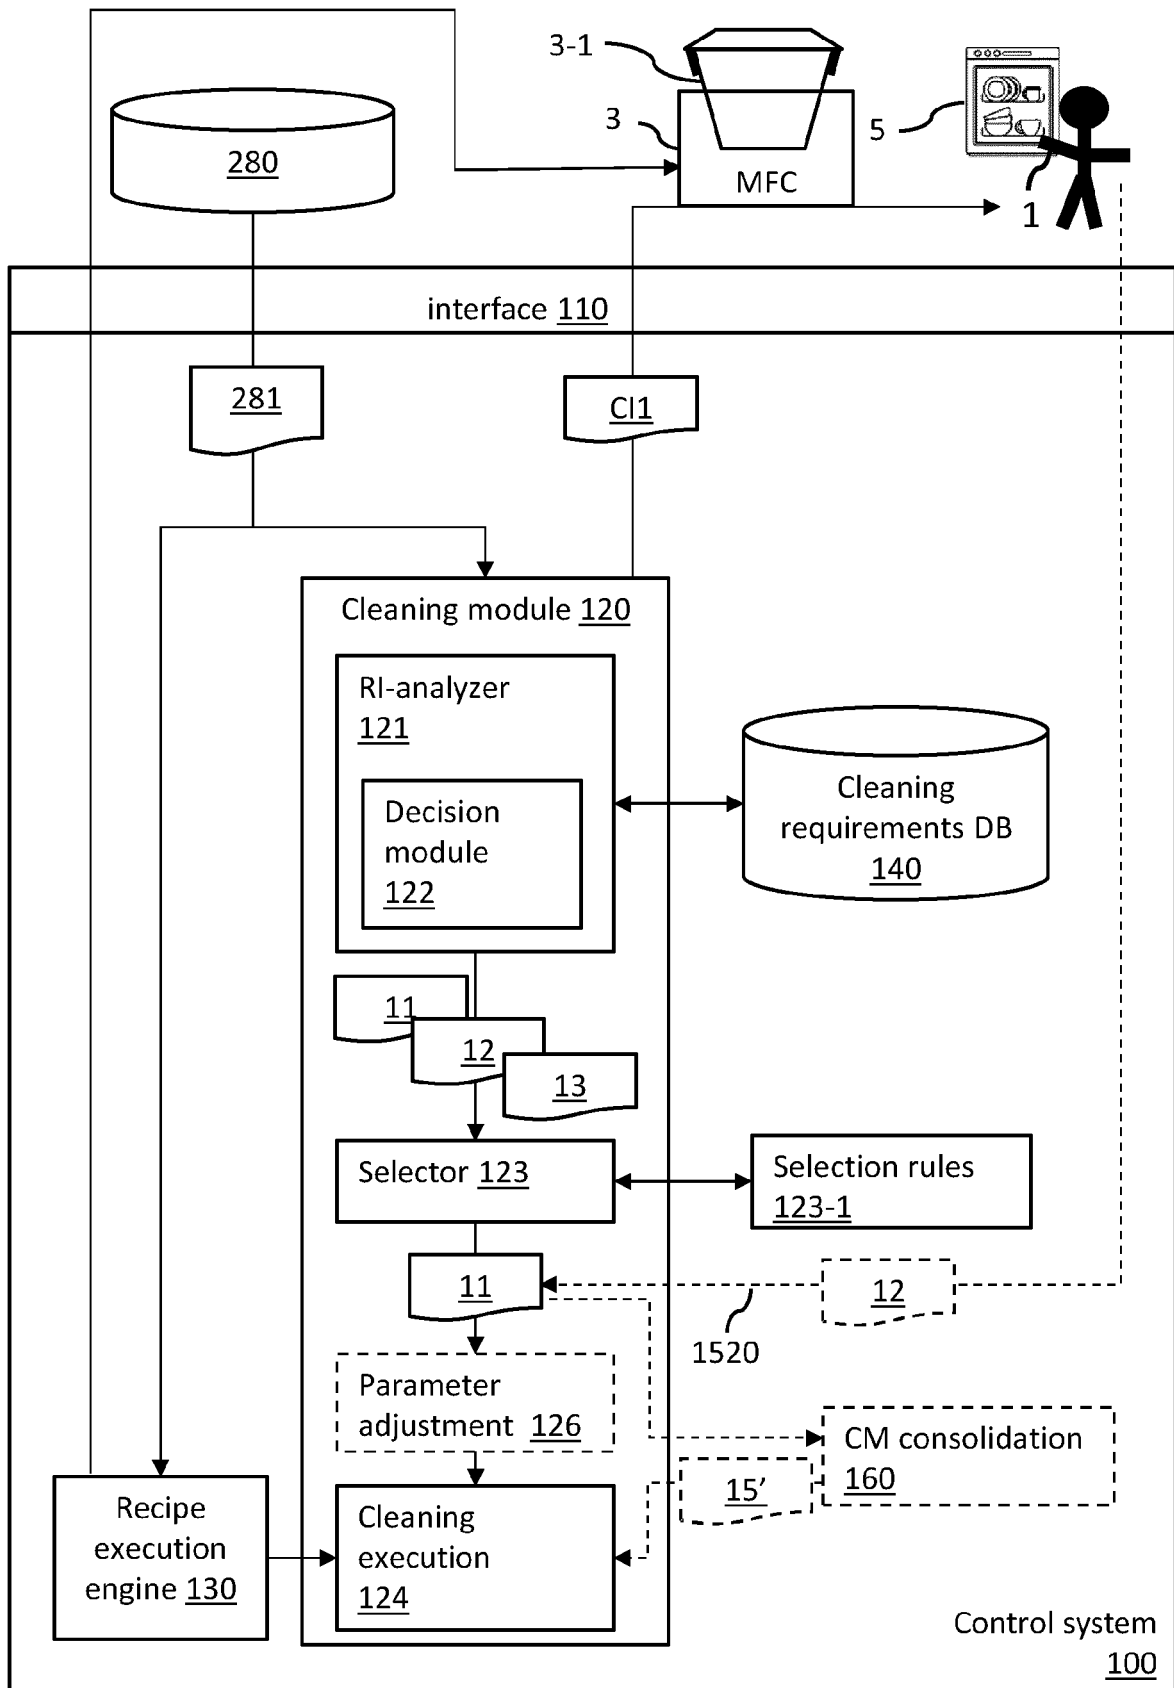 3-1
3
5
280
MFC
1
interface 110
281
CI1
Cleaning module 120
RI-analyzer
121
Decision
module
122
Cleaning
requirements DB
140
11
12
13
Selector 123
Selection rules
123-1
11
12
1520
Parameter
adjustment 126
CM consolidation
160
15’
Recipe
execution
engine 130
Cleaning
execution
124
Control system
100